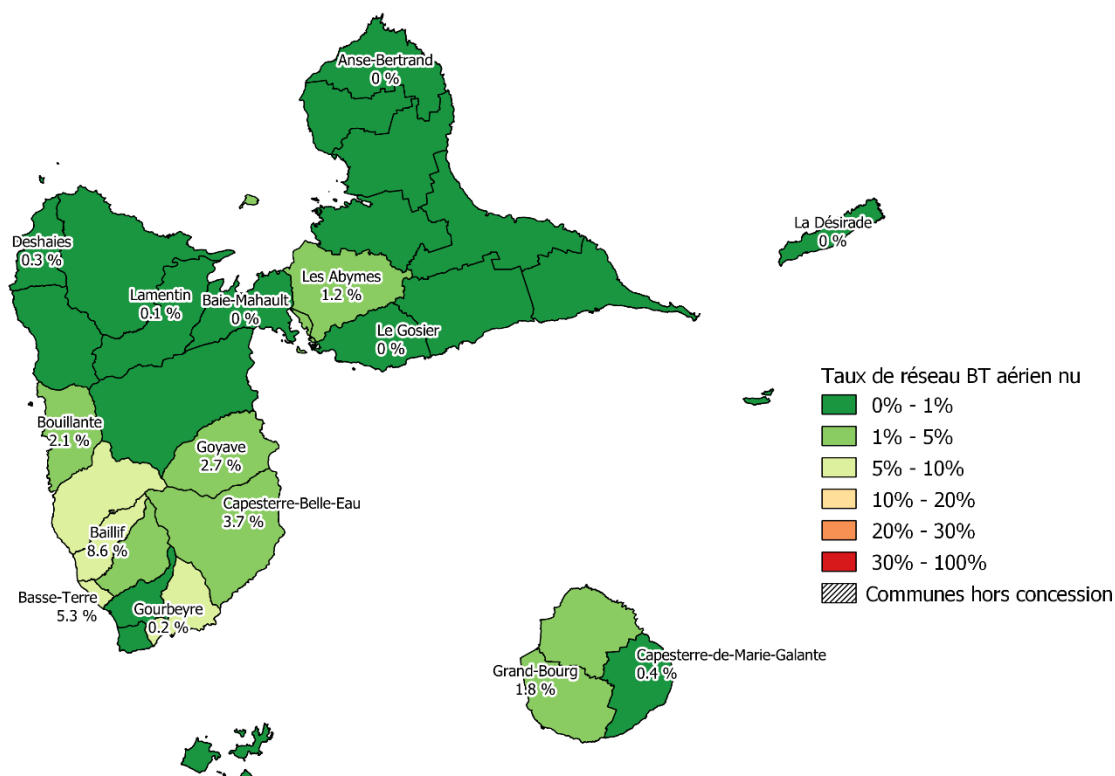 Anse-Bertrand
0 %
La Désirade
0 %
Deshaies
0.3 %
Les Abymes
1.2 %
Lamentin
0.1 %
Baie-Mahault
0 %
Le Gosier
0 %
Bouillante
2.1 %
Goyave
2.7 %
Capesterre-Belle-Eau
3.7 %
Baillif
8.6 %
Basse-Terre
5.3 %
Gourbeyre
0.2 %
Grand-Bourg
1.8 %
Capesterre-de-Marie-Galante
0.4 %
Taux de réseau BT aérien nu
0% - 1%
1% - 5%
5% - 10%
10% - 20%
20% - 30%
30% - 100%
Communes hors concession